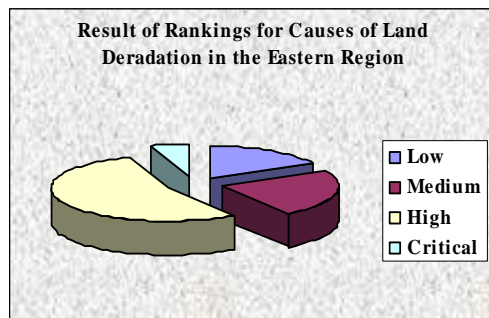 Result of Rankings for Causes of Land
Deradation in the Eastern Region
Low
Medium
High
Critical